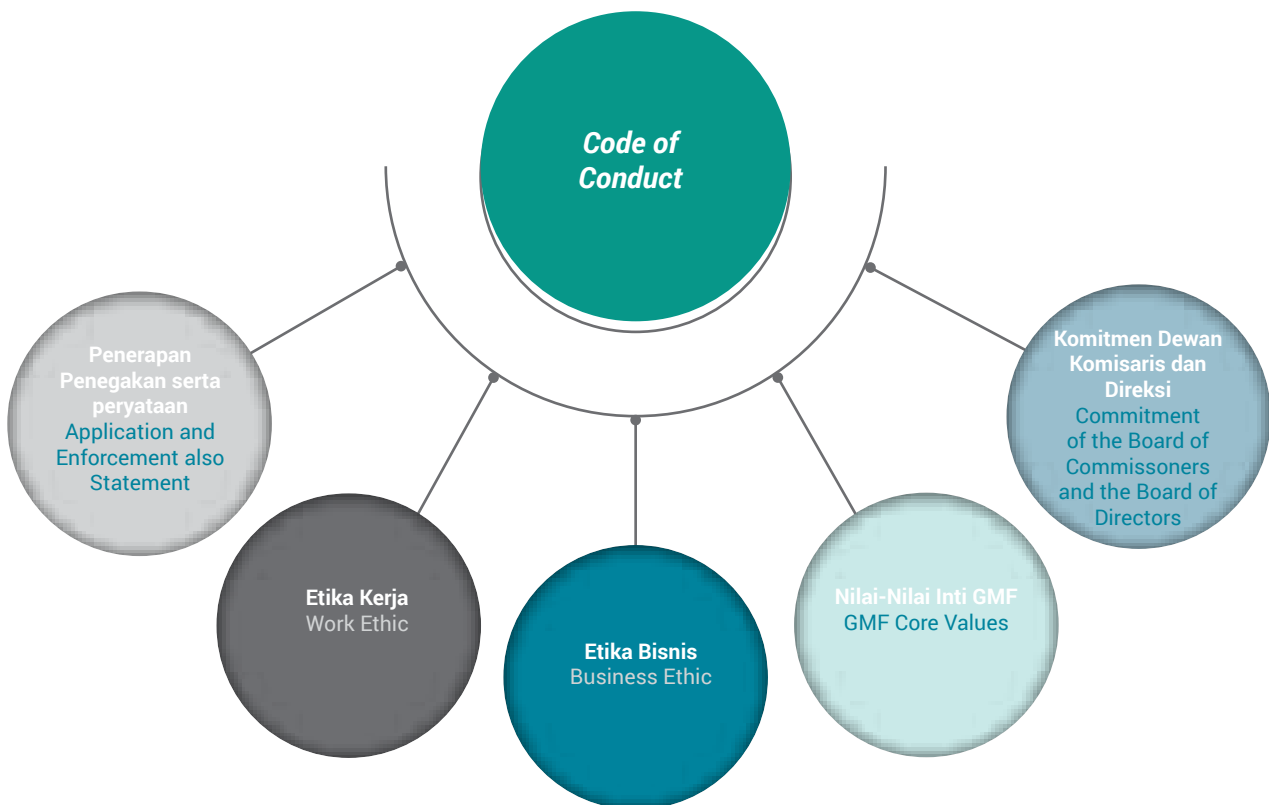 Code of
Conduct
Penerapan
Penegakan serta
peryataan
Application and
Enforcement also
Statement
Etika Kerja
Work Ethic
Etika Bisnis
Business Ethic
Nilai-Nilai Inti GMF
GMF Core Values
Komitmen Dewan
Komisaris dan
Direksi
Commitment
of the Board of
Commissoners
and the Board of
Directors